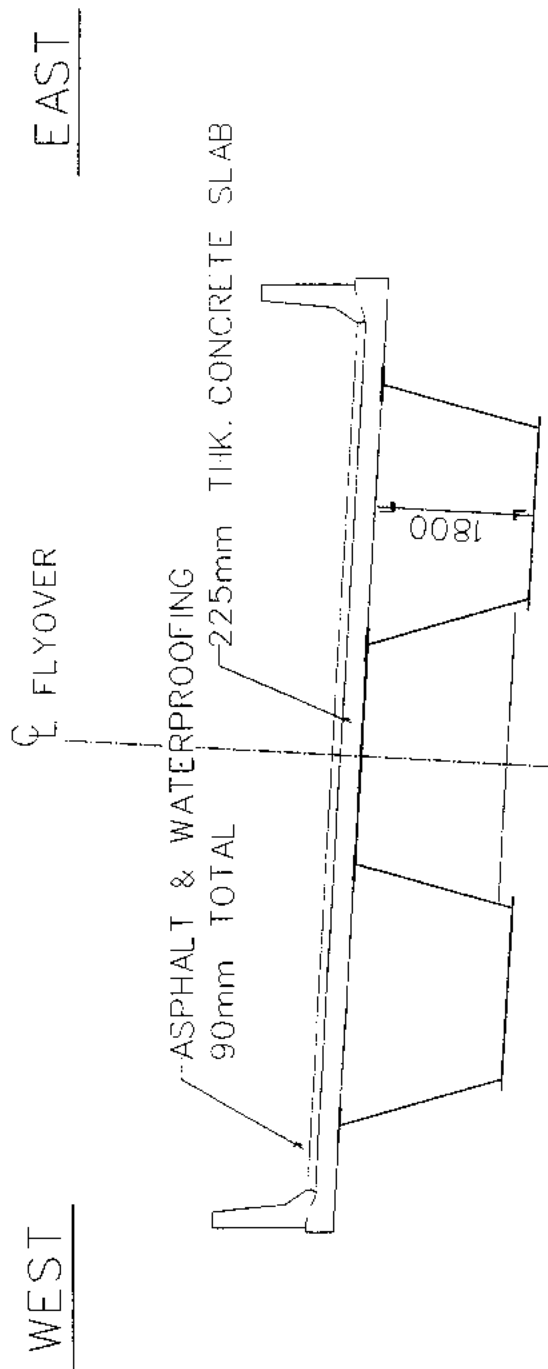 WEST
EAST
℄ FLYOVER
ASPHALT & WATERPROOFING
90mm TOTAL
225mm THK. CONCRETE SLAB
1800